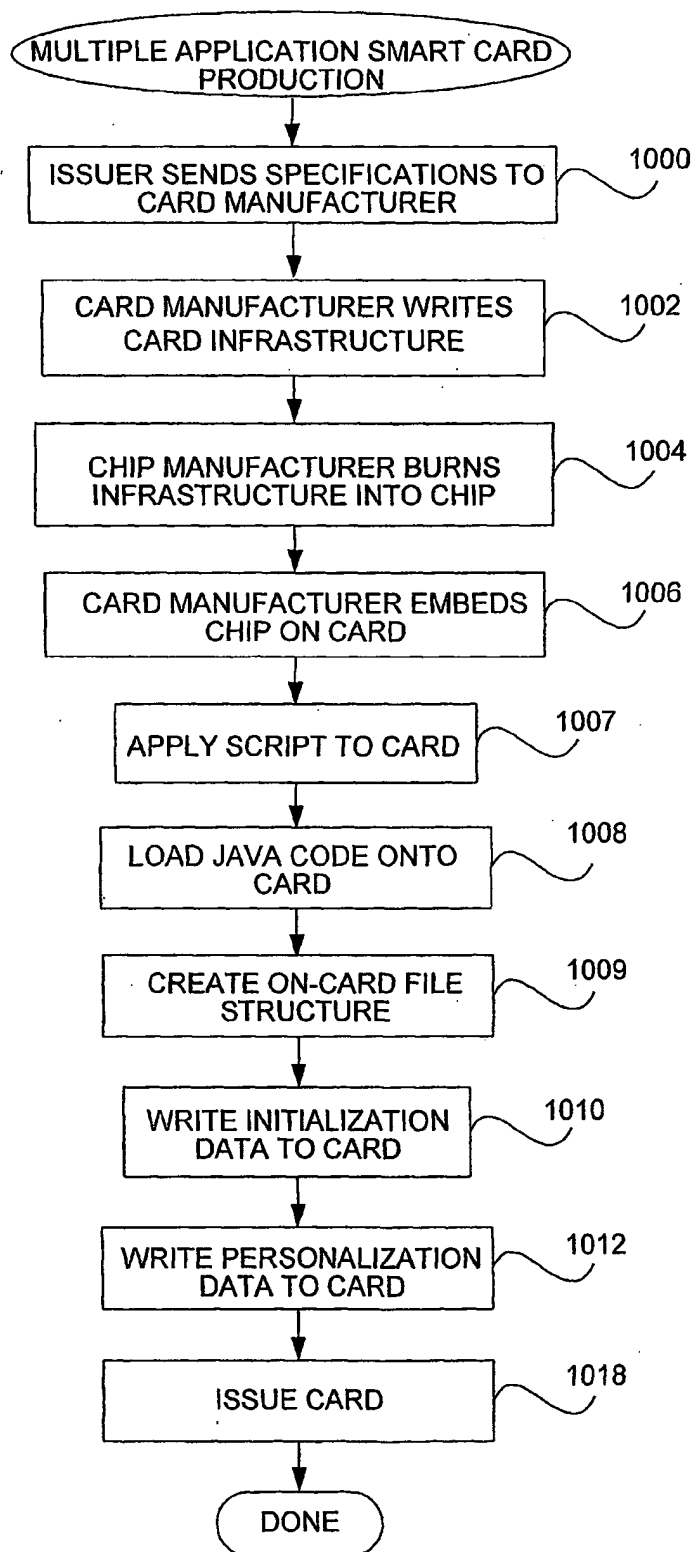 MULTIPLE APPLICATION SMART CARD
PRODUCTION
ISSUER SENDS SPECIFICATIONS TO
CARD MANUFACTURER
1000
CARD MANUFACTURER WRITES
CARD INFRASTRUCTURE
1002
CHIP MANUFACTURER BURNS
INFRASTRUCTURE INTO CHIP
1004
CARD MANUFACTURER EMBEDS
CHIP ON CARD
1006
APPLY SCRIPT TO CARD
1007
LOAD JAVA CODE ONTO
CARD
1008
CREATE ON-CARD FILE
STRUCTURE
1009
WRITE INITIALIZATION
DATA TO CARD
1010
WRITE PERSONALIZATION
DATA TO CARD
1012
ISSUE CARD
1018
DONE